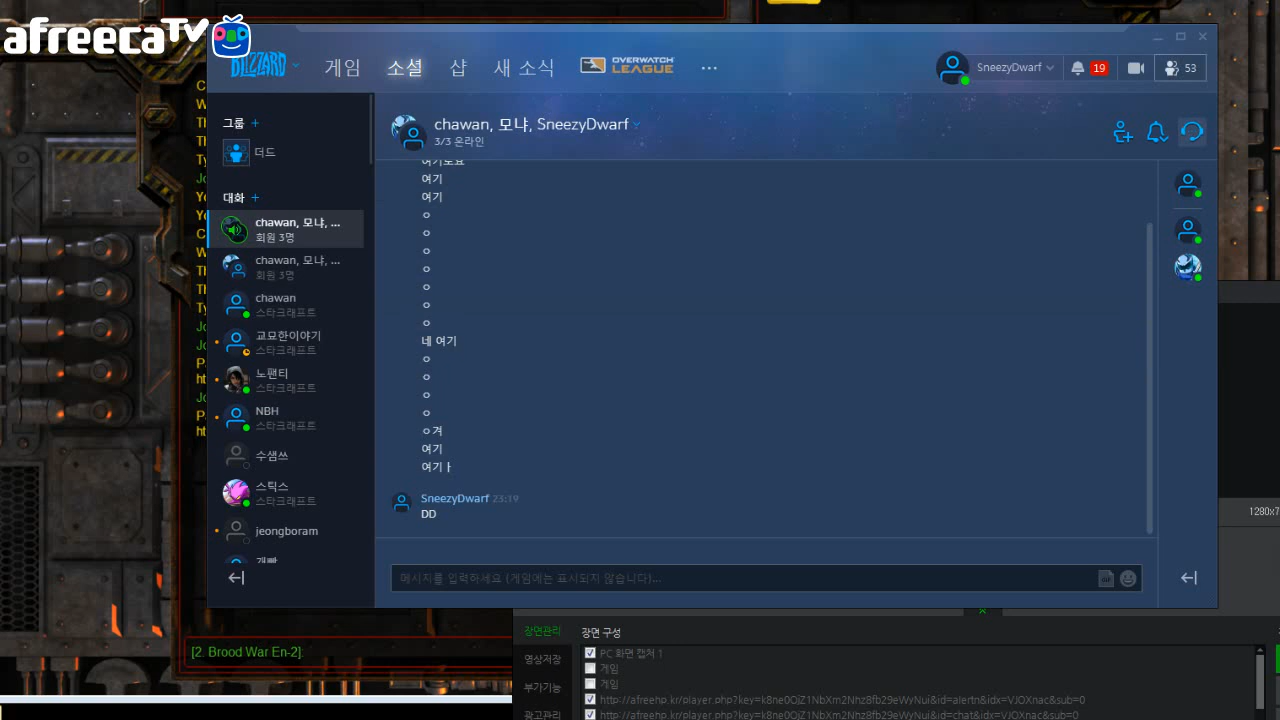 afreecaTV
BLIZZARD
게임
소셜
샵
새 소식
OVERWATCH
LEAGUE
SneezyDwarf
19
53
그룹 +
더드
대화 +
chawan, 모냐, ...
회원 3명
chawan, 모냐, ...
회원 3명
chawan
스타크래프트
교묘한이야기
스타크래프트
노팬티
스타크래프트
NBH
스타크래프트
수샘쓰
스틱스
스타크래프트
jeongboram
chawan, 모냐, SneezyDwarf
3/3 온라인
여기로요
여기
여기
ㅇ
ㅇ
ㅇ
ㅇ
ㅇ
ㅇ
ㅇ
네 여기
ㅇ
ㅇ
ㅇ
ㅇ
ㅇ겨
여기
여기ㅏ
SneezyDwarf 23:19
DD
메시지를 입력하세요 (게임에는 표시되지 않습니다)...
1280x7
[2. Brood War En-2]:
장면관리
영상저장
부가기능
광고관리
장면 구성
PC 화면 캡처 1
게임
게임